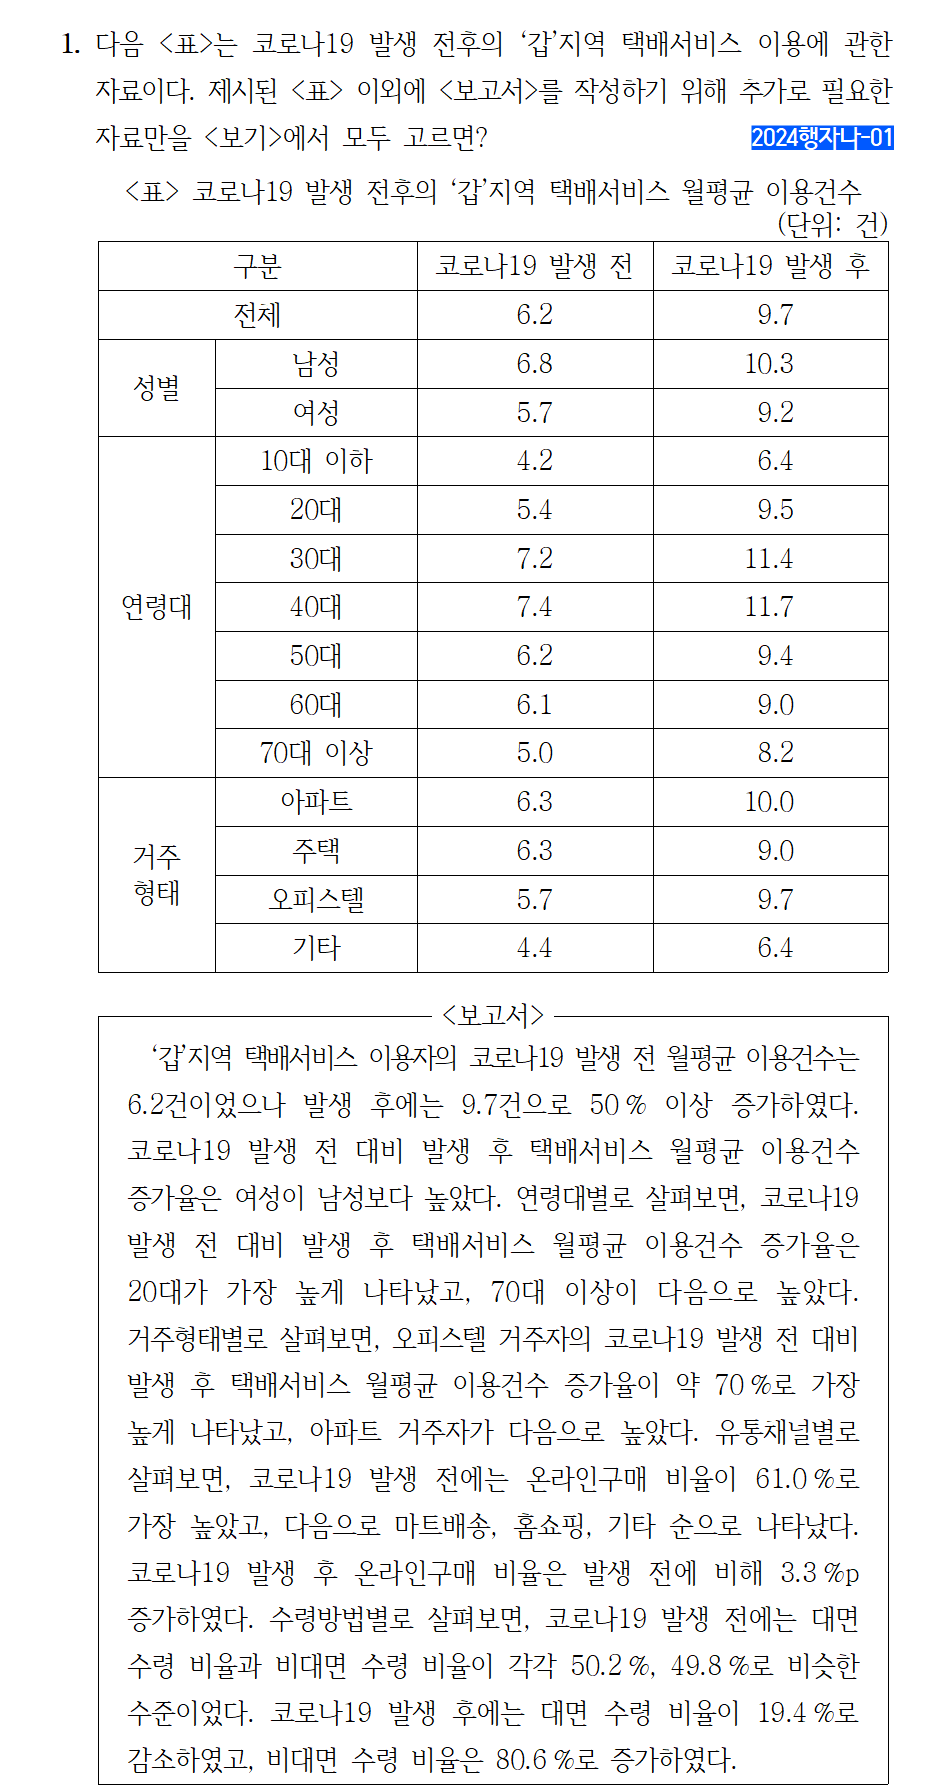 1. 다음 <표>는 코로나19 발생 전후의 ‘갑’지역 택배서비스 이용에 관한
자료이다. 제시된 <표> 이외에 <보고서>를 작성하기 위해 추가로 필요한
자료만을 <보기>에서 모두 고르면? 2024행자나-01
<표> 코로나19 발생 전후의 ‘갑’지역 택배서비스 월평균 이용건수
(단위: 건)
구분 코로나19 발생 전 코로나19 발생 후
전체 6.2 9.7
성별 남성 6.8 10.3
여성 5.7 9.2
연령대 10대 이하 4.2 6.4
20대 5.4 9.5
30대 7.2 11.4
40대 7.4 11.7
50대 6.2 9.4
60대 6.1 9.0
70대 이상 5.0 8.2
거주
형태 아파트 6.3 10.0
주택 6.3 9.0
오피스텔 5.7 9.7
기타 4.4 6.4
<보고서>
‘갑’지역 택배서비스 이용자의 코로나19 발생 전 월평균 이용건수는
6.2건이었으나 발생 후에는 9.7건으로 50 % 이상 증가하였다.
코로나19 발생 전 대비 발생 후 택배서비스 월평균 이용건수
증가율은 여성이 남성보다 높았다. 연령대별로 살펴보면, 코로나19
발생 전 대비 발생 후 택배서비스 월평균 이용건수 증가율은
20대가 가장 높게 나타났고, 70대 이상이 다음으로 높았다.
거주형태별로 살펴보면, 오피스텔 거주자의 코로나19 발생 전 대비
발생 후 택배서비스 월평균 이용건수 증가율이 약 70 %로 가장
높게 나타났고, 아파트 거주자가 다음으로 높았다. 유통채널별로
살펴보면, 코로나19 발생 전에는 온라인구매 비율이 61.0 %로
가장 높았고, 다음으로 마트배송, 홈쇼핑, 기타 순으로 나타났다.
코로나19 발생 후 온라인구매 비율은 발생 전에 비해 3.3 %p
증가하였다. 수령방법별로 살펴보면, 코로나19 발생 전에는 대면
수령 비율과 비대면 수령 비율이 각각 50.2 %, 49.8 %로 비슷한
수준이었다. 코로나19 발생 후에는 대면 수령 비율이 19.4 %로
감소하였고, 비대면 수령 비율은 80.6 %로 증가하였다.